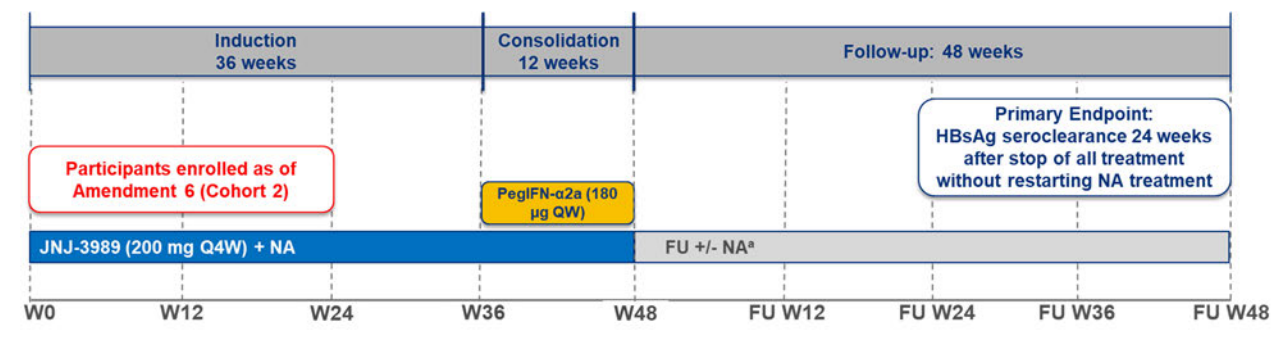 Induction
36 weeks
Consolidation
12 weeks
Follow-up: 48 weeks
Primary Endpoint:
HBsAg seroclearance 24 weeks
after stop of all treatment
without restarting NA treatment
Participants enrolled as of
Amendment 6 (Cohort 2)
PegIFN-α2a (180
µg QW)
JNJ-3989 (200 mg Q4W) + NA
FU +/- NAª
W0 W12 W24 W36 W48 FU W12 FU W24 FU W36 FU W48